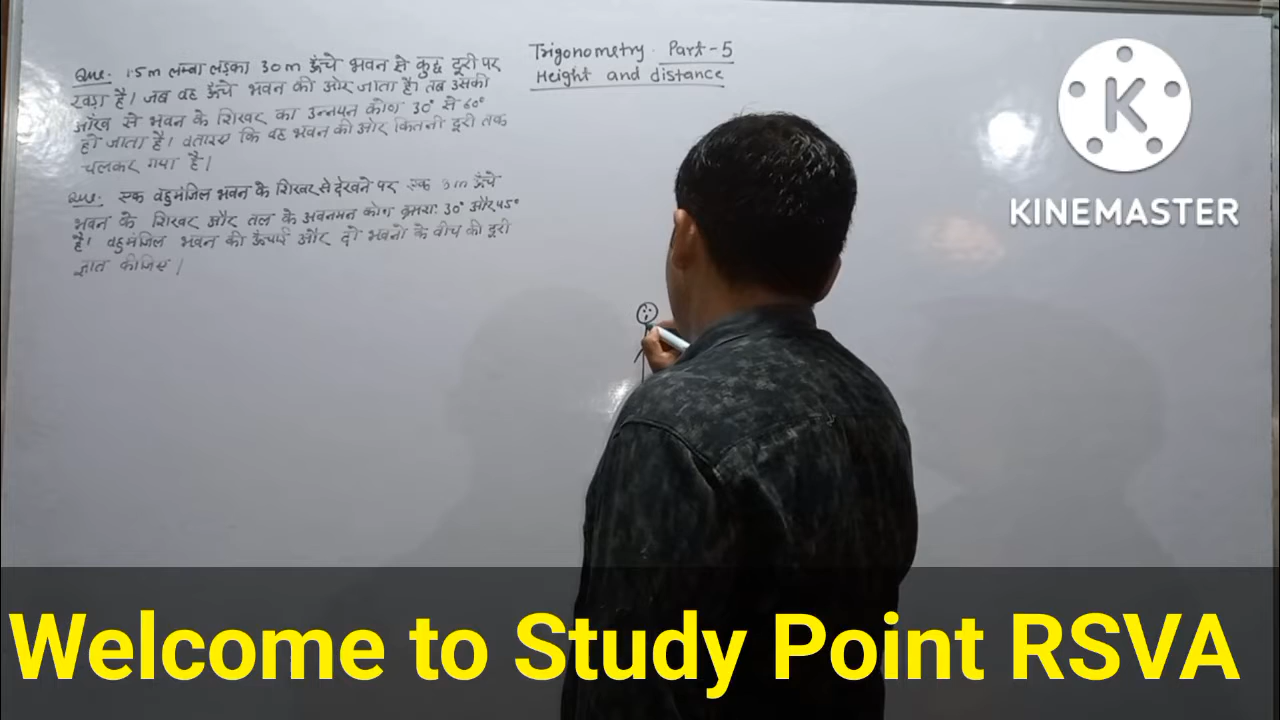 Que. 1.5 m लम्बा लड़का 30 m ऊँचे भवन से कुछ दूरी पर
खड़ा है। जब वह ऊँचे भवन की ओर जाता है। तब उसकी
आँख से भवन के शिखर का उन्नयन कोण 30° से 60°
हो जाता है। बताइए कि वह भवन की ओर कितनी दूरी तक
चलकर गया है।
Que. एक बहुमंजिल भवन के शिखर से देखने पर एक m ऊँचे
भवन के शिखर और तल के अवनमन कोण क्रमशः 30° और 45°
है। बहुमंजिल भवन की ऊँचाई और दो भवनो के बीच की दूरी
ज्ञात कीजिए।
Trigonometry. Part-5
Height and distance
K
KINEMASTER
Welcome to Study Point RSVA